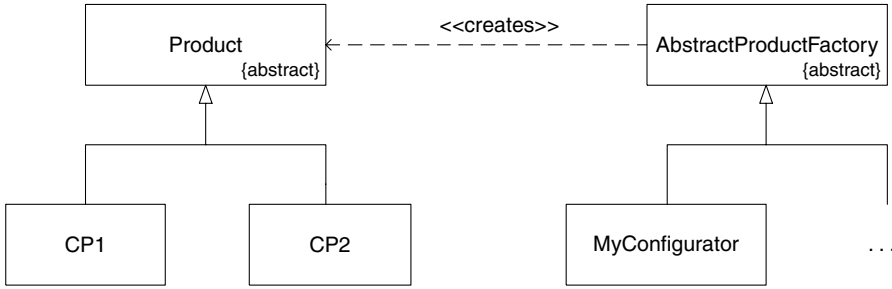 <<creates>>
Product
AbstractProductFactory
{abstract}
{abstract}
CP1
CP2
MyConfigurator
...